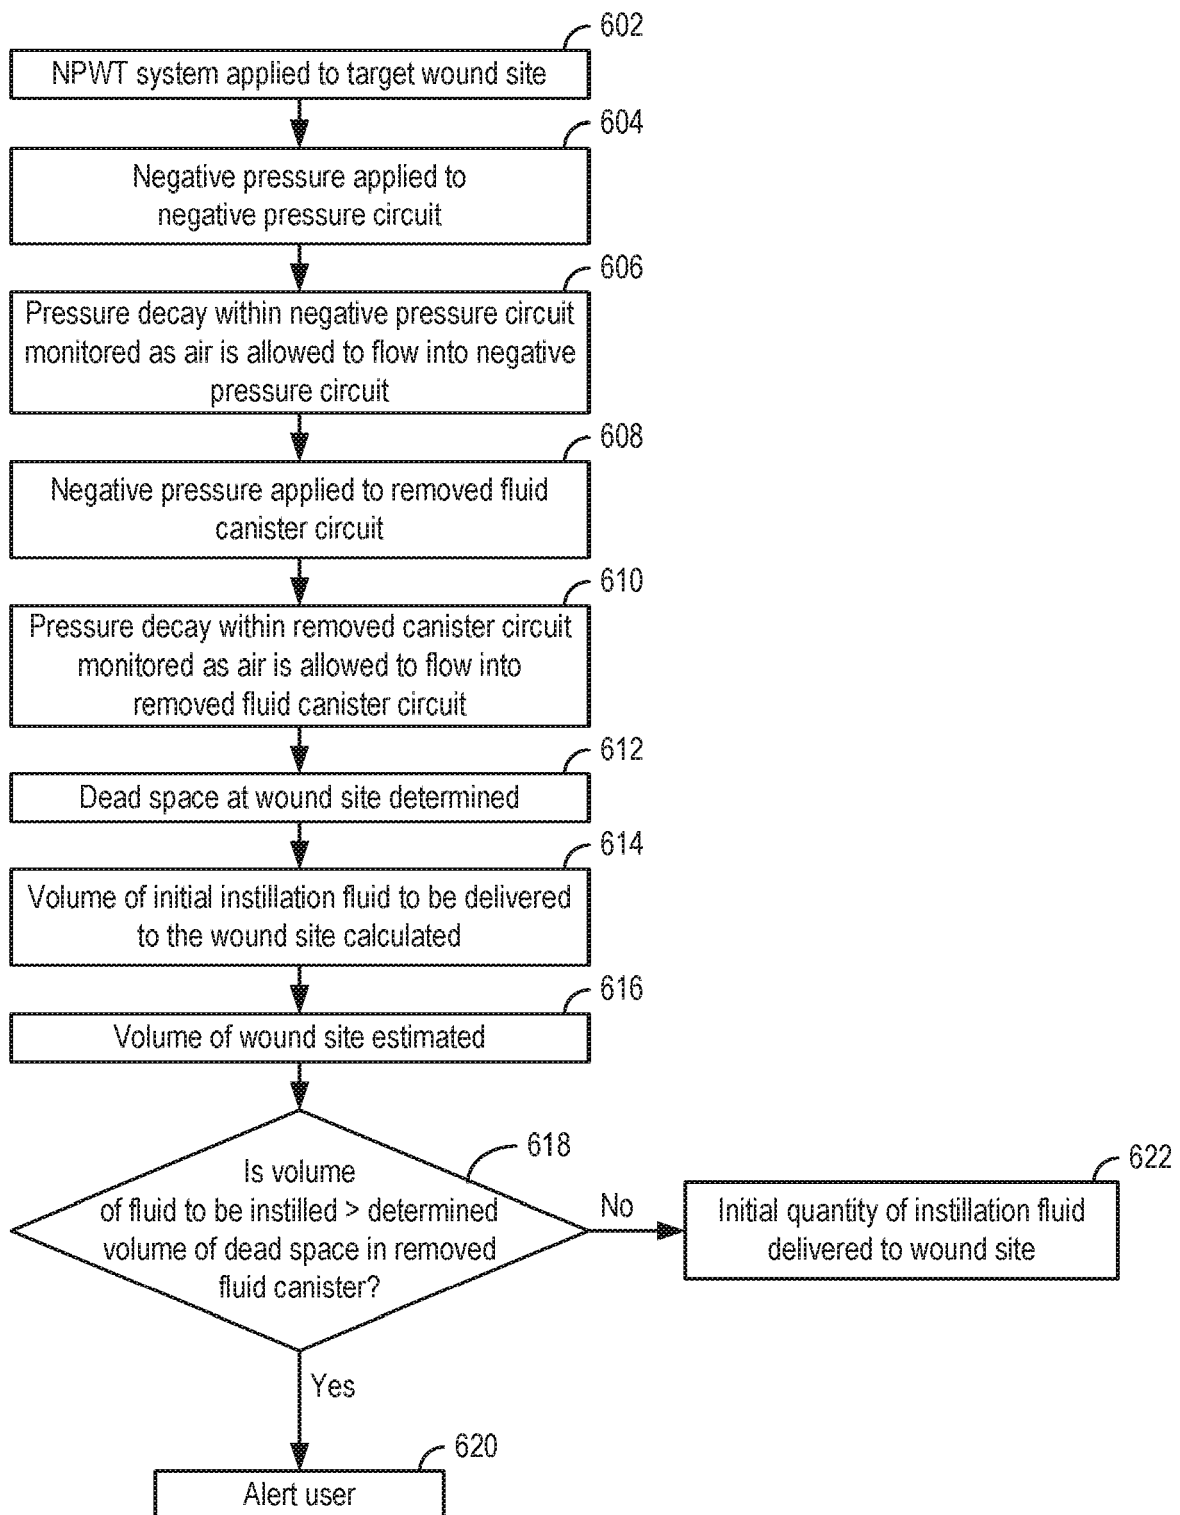 602
NPWT system applied to target wound site
604
Negative pressure applied to
negative pressure circuit
606
Pressure decay within negative pressure circuit
monitored as air is allowed to flow into negative
pressure circuit
608
Negative pressure applied to removed fluid
canister circuit
610
Pressure decay within removed canister circuit
monitored as air is allowed to flow into
removed fluid canister circuit
612
Dead space at wound site determined
614
Volume of initial instillation fluid to be delivered
to the wound site calculated
616
Volume of wound site estimated
618
Is volume
of fluid to be instilled > determined
volume of dead space in removed
fluid canister?
No
622
Initial quantity of instillation fluid
delivered to wound site
Yes
620
Alert user